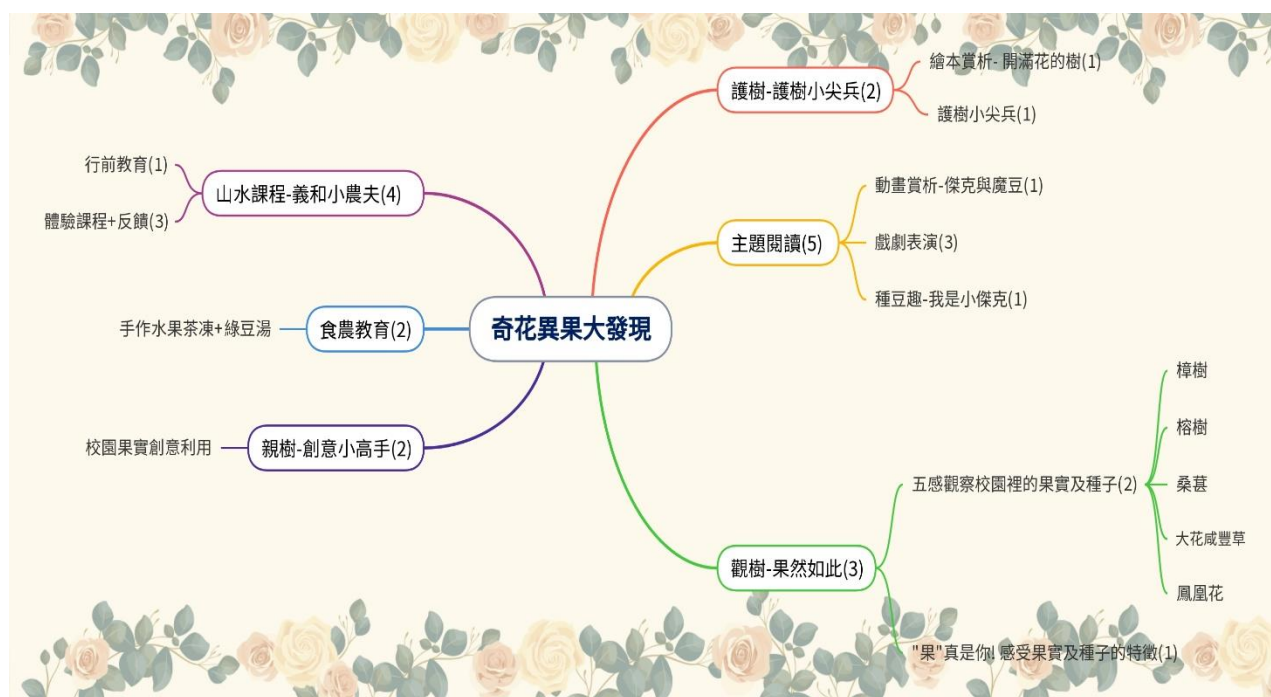 奇花異果大發現
護樹-護樹小尖兵(2)
繪本賞析- 開滿花的樹(1)
護樹小尖兵(1)
主題閱讀(5)
動畫賞析-傑克與魔豆(1)
戲劇表演(3)
種豆趣-我是小傑克(1)
觀樹-果然如此(3)
五感觀察校園裡的果實及種子(2)
樟樹
榕樹
桑葚
大花咸豐草
鳳凰花
"果"真是你! 感受果實及種子的特徵(1)
山水課程-義和小農夫(4)
行前教育(1)
體驗課程+反饋(3)
食農教育(2)
手作水果茶凍+綠豆湯
親樹-創意小高手(2)
校園果實創意利用